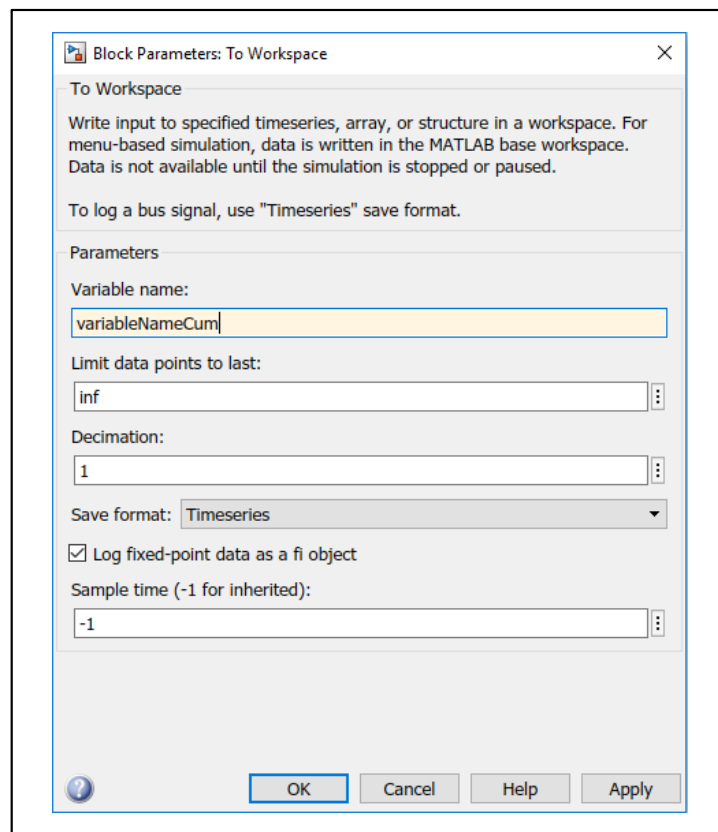 Block Parameters: To Workspace
To Workspace
Write input to specified timeseries, array, or structure in a workspace. For
menu-based simulation, data is written in the MATLAB base workspace.
Data is not available until the simulation is stopped or paused.
To log a bus signal, use "Timeseries" save format.
Parameters
Variable name:
variableNameCum
Limit data points to last:
inf
Decimation:
1
Save format: Timeseries
Log fixed-point data as a fi object
Sample time (-1 for inherited):
-1
? OK Cancel Help Apply